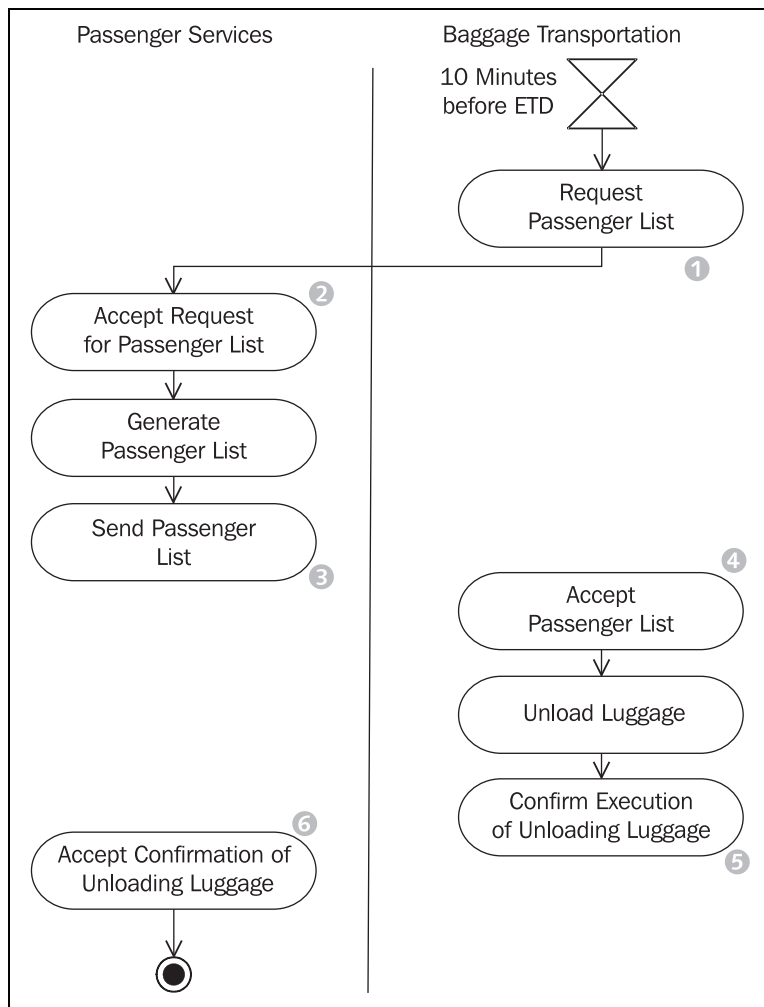 Passenger Services
Baggage Transportation
10 Minutes
before ETD
Request
Passenger List
1
2
Accept Request
for Passenger List
Generate
Passenger List
Send Passenger
List
3
4
Accept
Passenger List
Unload Luggage
Confirm Execution
of Unloading Luggage
5
6
Accept Confirmation of
Unloading Luggage